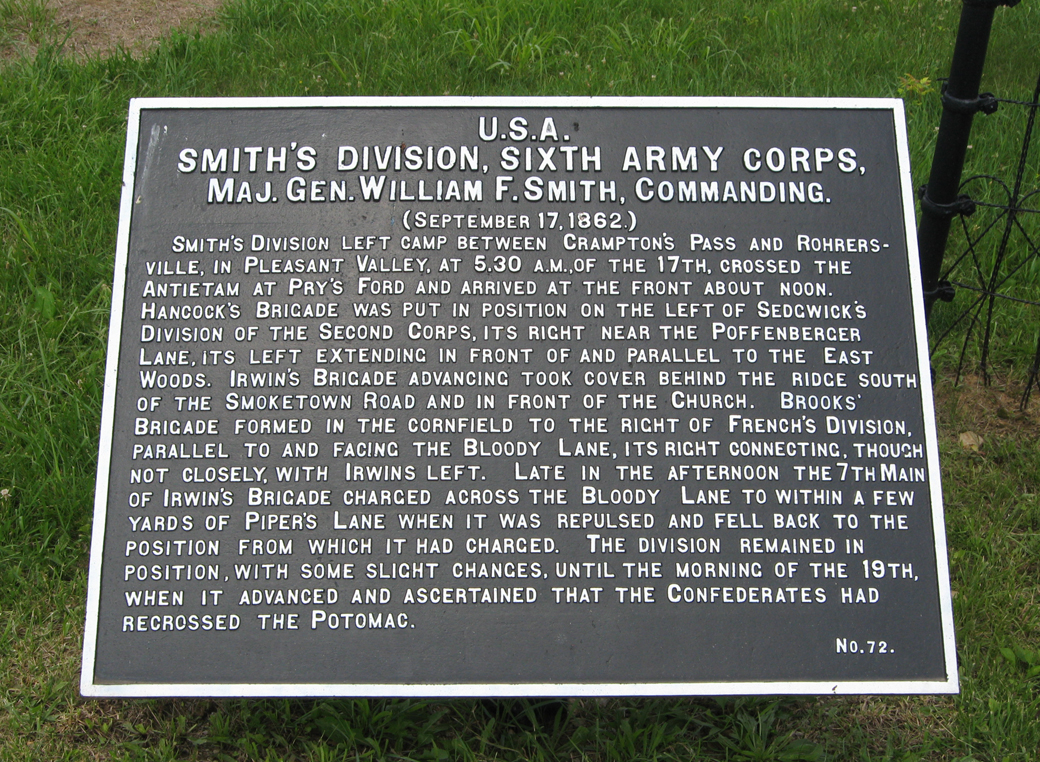 U.S.A.
SMITH'S DIVISION, SIXTH ARMY CORPS,
MAJ. GEN. WILLIAM F. SMITH, COMMANDING.
(SEPTEMBER 17, 1862.)
SMITH'S DIVISION LEFT CAMP BETWEEN CRAMPTON'S PASS AND ROHRERS-
VILLE, IN PLEASANT VALLEY, AT 5.30 A.M., OF THE 17TH, CROSSED THE
ANTIETAM AT PRY'S FORD AND ARRIVED AT THE FRONT ABOUT NOON.
HANCOCK'S BRIGADE WAS PUT IN POSITION ON THE LEFT OF SEDGWICK'S
DIVISION OF THE SECOND CORPS, ITS RIGHT NEAR THE POFFENBERGER
LANE, ITS LEFT EXTENDING IN FRONT OF AND PARALLEL TO THE EAST
WOODS. IRWIN'S BRIGADE ADVANCING TOOK COVER BEHIND THE RIDGE SOUTH
OF THE SMOKETOWN ROAD AND IN FRONT OF THE CHURCH. BROOKS'
BRIGADE FORMED IN THE CORNFIELD TO THE RIGHT OF FRENCH'S DIVISION,
PARALLEL TO AND FACING THE BLOODY LANE, ITS RIGHT CONNECTING, THOUGH
NOT CLOSELY, WITH IRWINS LEFT. LATE IN THE AFTERNOON THE 7TH MAIN
OF IRWIN'S BRIGADE CHARGED ACROSS THE BLOODY LANE TO WITHIN A FEW
YARDS OF PIPER'S LANE WHEN IT WAS REPULSED AND FELL BACK TO THE
POSITION FROM WHICH IT HAD CHARGED. THE DIVISION REMAINED IN
POSITION, WITH SOME SLIGHT CHANGES, UNTIL THE MORNING OF THE 19TH,
WHEN IT ADVANCED AND ASCERTAINED THAT THE CONFEDERATES HAD
RECROSSED THE POTOMAC.
NO. 72.